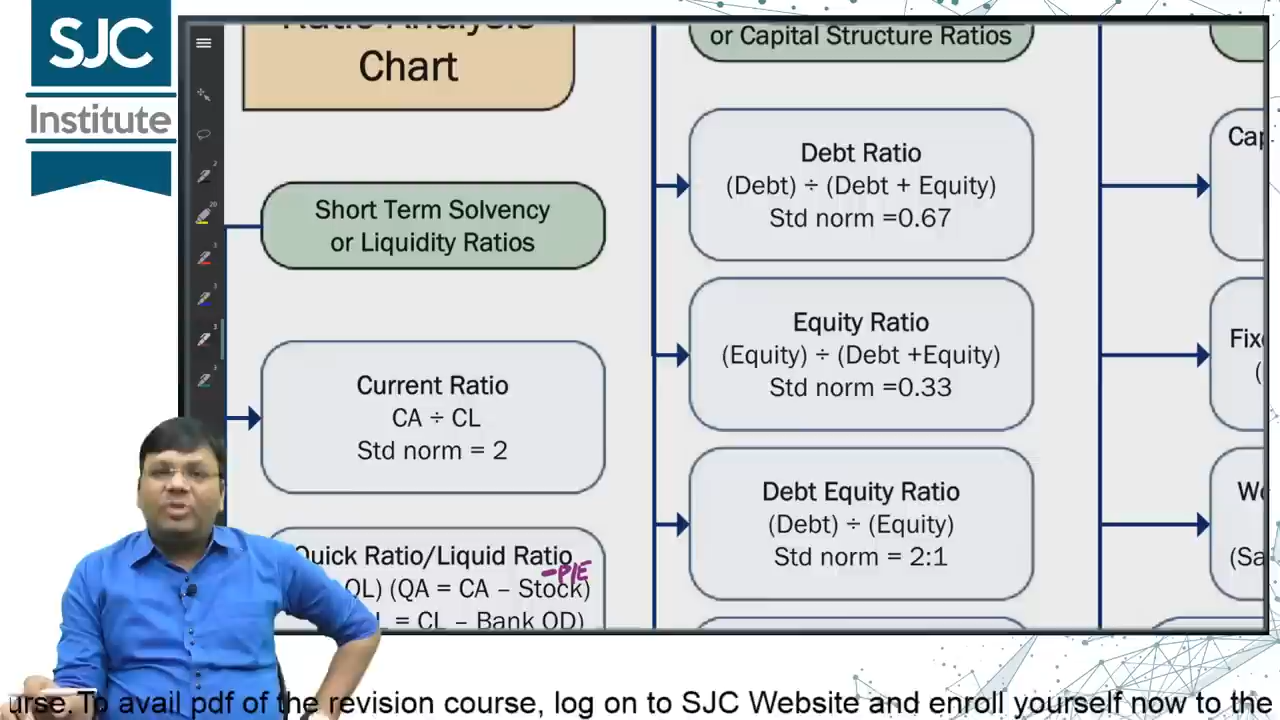 SJC
Institute
Ratio Analysis
Chart
Short Term Solvency
or Liquidity Ratios
Current Ratio
CA ÷ CL
Std norm = 2
Quick Ratio/Liquid Ratio
-P/E
QL) (QA = CA – Stock)
= CL – Bank OD)
or Capital Structure Ratios
Debt Ratio
(Debt) ÷ (Debt + Equity)
Std norm =0.67
Equity Ratio
(Equity) ÷ (Debt +Equity)
Std norm =0.33
Debt Equity Ratio
(Debt) ÷ (Equity)
Std norm = 2:1
urse. To avail pdf of the revision course, log on to SJC Website and enroll yourself now to the